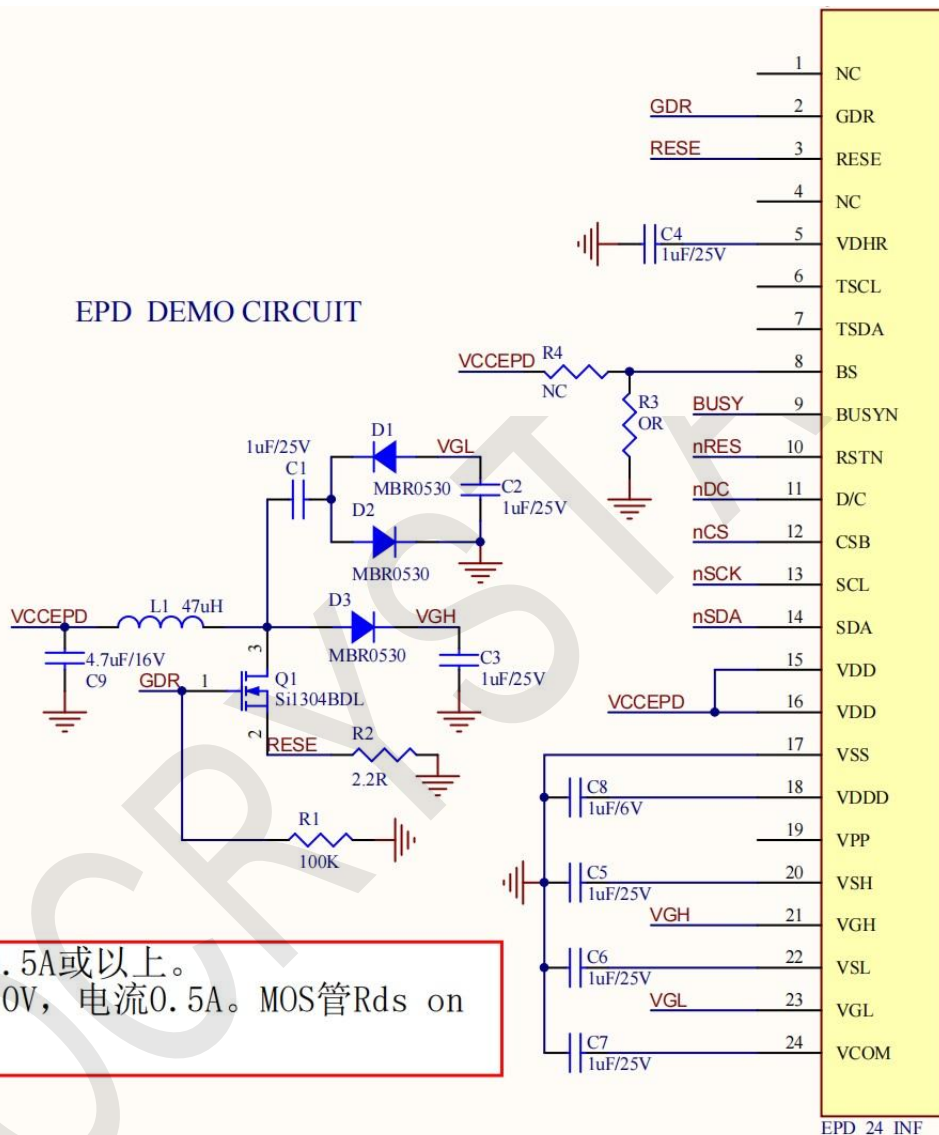 EPD DEMO CIRCUIT
1 NC
GDR 2 GDR
RESE 3 RESE
4 NC
C4
1uF/25V
5 VDHR
6 TSCL
7 TSDA
VCCEPD R4
NC
8 BS
R3
OR
BUSY 9 BUSYN
nRES 10 RSTN
nDC 11 D/C
nCS 12 CSB
nSCK 13 SCL
nSDA 14 SDA
15 VDD
VCCEPD 16 VDD
17 VSS
C8
1uF/6V
18 VDDD
19 VPP
C5
1uF/25V
20 VSH
VGH 21 VGH
C6
1uF/25V
22 VSL
VGL 23 VGL
C7
1uF/25V
24 VCOM
EPD_24_INF
1uF/25V
C1
D1
MBR0530
VGL
C2
1uF/25V
D2
MBR0530
VCCEPD
L1 47uH
D3
MBR0530
VGH
C3
1uF/25V
4.7uF/16V
C9
GDR 1
3
Q1
Si1304BDL
2
RESE
R2
2.2R
R1
100K
.5A或以上。
0V，电流0.5A。MOS管Rds on